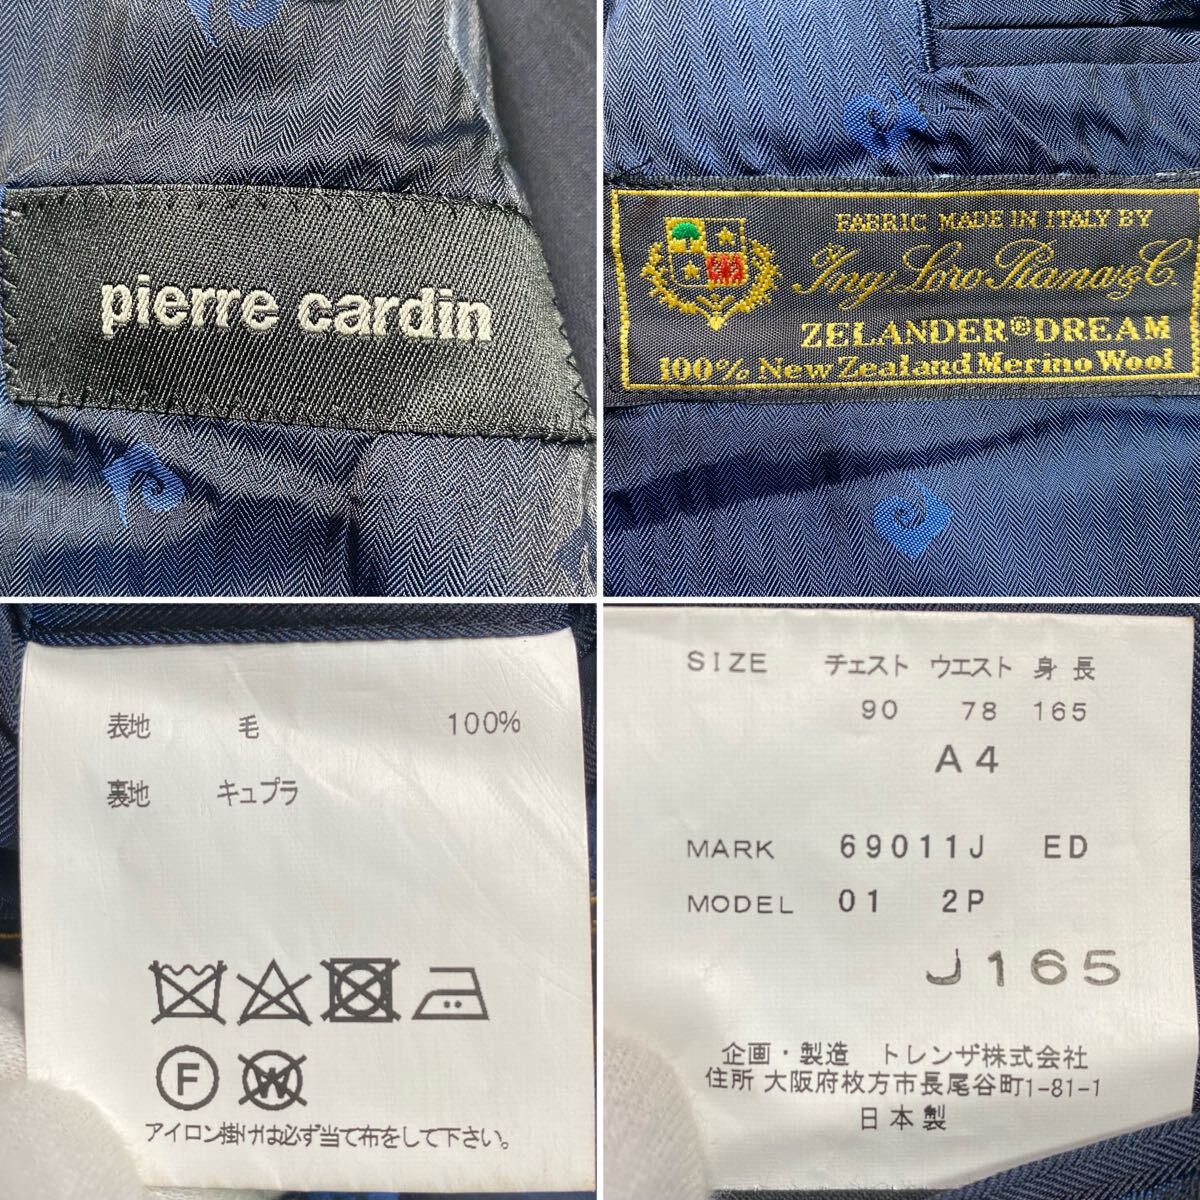 pierre cardin
FABRIC MADE IN ITALY BY
Ing Loro Piana & C.
ZELANDER®DREAM
100% New Zealand Merino Wool
表地 毛 100%
裏地 キュプラ
F W
アイロン掛けは必ず当て布をして下さい。
SIZE チェスト ウエスト 身長
90 78 165
A4
MARK 69011J ED
MODEL 01 2P
J165
企画・製造 トレンザ株式会社
住所 大阪府枚方市長尾谷町1-81-1
日本製